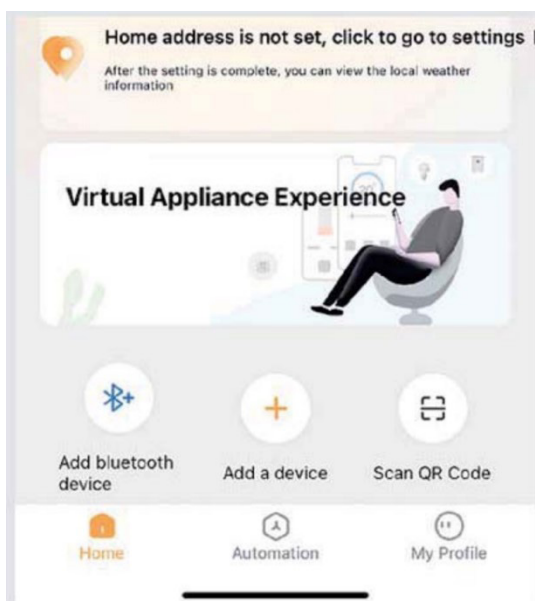 Home address is not set, click to go to settings
After the setting is complete, you can view the local weather
information
Virtual Appliance Experience
Add bluetooth
device
Add a device
Scan QR Code
Home
Automation
My Profile